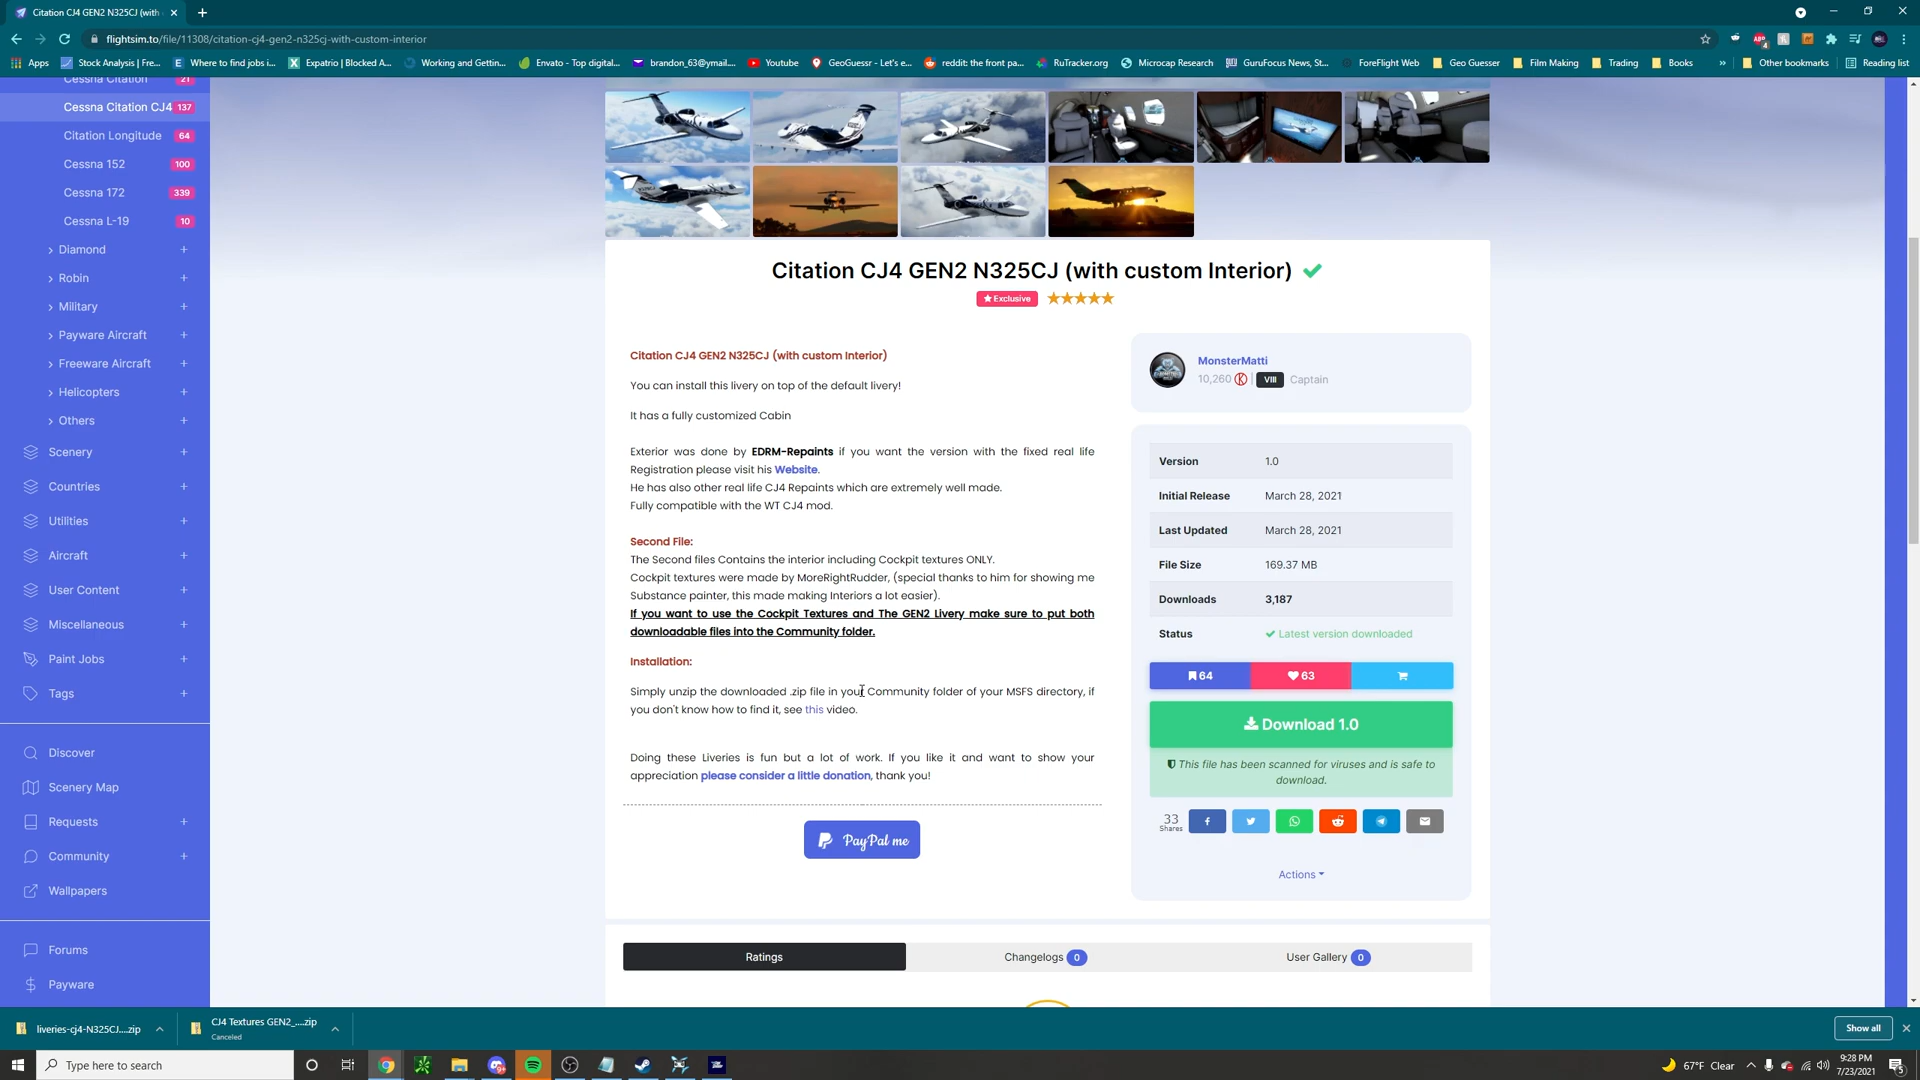 Citation CJ4 GEN2 N325CJ (with
flightsim.to/file/11308/citation-cj4-gen2-n325cj-with-custom-interior
Apps
Stock Analysis | Fre...
Where to find jobs i...
Expatrio | Blocked A...
Working and Gettin...
Envato - Top digital...
brandon_63@ymail....
Youtube
GeoGuessr - Let's e...
reddit: the front pa...
RuTracker.org
Microcap Research
GuruFocus News, St...
ForeFlight Web
Geo Guesser
Film Making
Trading
Books
»
Other bookmarks
Reading list
Cessna Citation 21
Cessna Citation CJ4 137
Citation Longitude 64
Cessna 152 100
Cessna 172 339
Cessna L-19 10
Diamond +
Robin +
Military +
Payware Aircraft +
Freeware Aircraft +
Helicopters +
Others +
Scenery +
Countries +
Utilities +
Aircraft +
User Content +
Miscellaneous +
Paint Jobs +
Tags +
Discover
Scenery Map
Requests +
Community +
Wallpapers
Forums
Payware
Citation CJ4 GEN2 N325CJ (with custom Interior)
Exclusive
Citation CJ4 GEN2 N325CJ (with custom Interior)
You can install this livery on top of the default livery!
It has a fully customized Cabin
Exterior was done by EDRM-Repaints if you want the version with the fixed real life
Registration please visit his Website.
He has also other real life CJ4 Repaints which are extremely well made.
Fully compatible with the WT CJ4 mod.
Second File:
The Second files Contains the interior including Cockpit textures ONLY.
Cockpit textures were made by MoreRightRudder, (special thanks to him for showing me
Substance painter, this made making Interiors a lot easier).
If you want to use the Cockpit Textures and The GEN2 Livery make sure to put both
downloadable files into the Community folder.
Installation:
Simply unzip the downloaded .zip file in your Community folder of your MSFS directory, if
you don't know how to find it, see this video.
Doing these Liveries is fun but a lot of work. If you like it and want to show your
appreciation please consider a little donation, thank you!
PayPal me
MonsterMatti
10,260 | VIII Captain
Version 1.0
Initial Release March 28, 2021
Last Updated March 28, 2021
File Size 169.37 MB
Downloads 3,187
Status Latest version downloaded
64 63
Download 1.0
This file has been scanned for viruses and is safe to
download.
33
Shares
Actions
Ratings
Changelogs 0
User Gallery 0
liveries-cj4-N325CJ....zip
CJ4 Textures GEN2_....zip
Canceled
Show all
Type here to search
67°F Clear
9:28 PM
7/23/2021